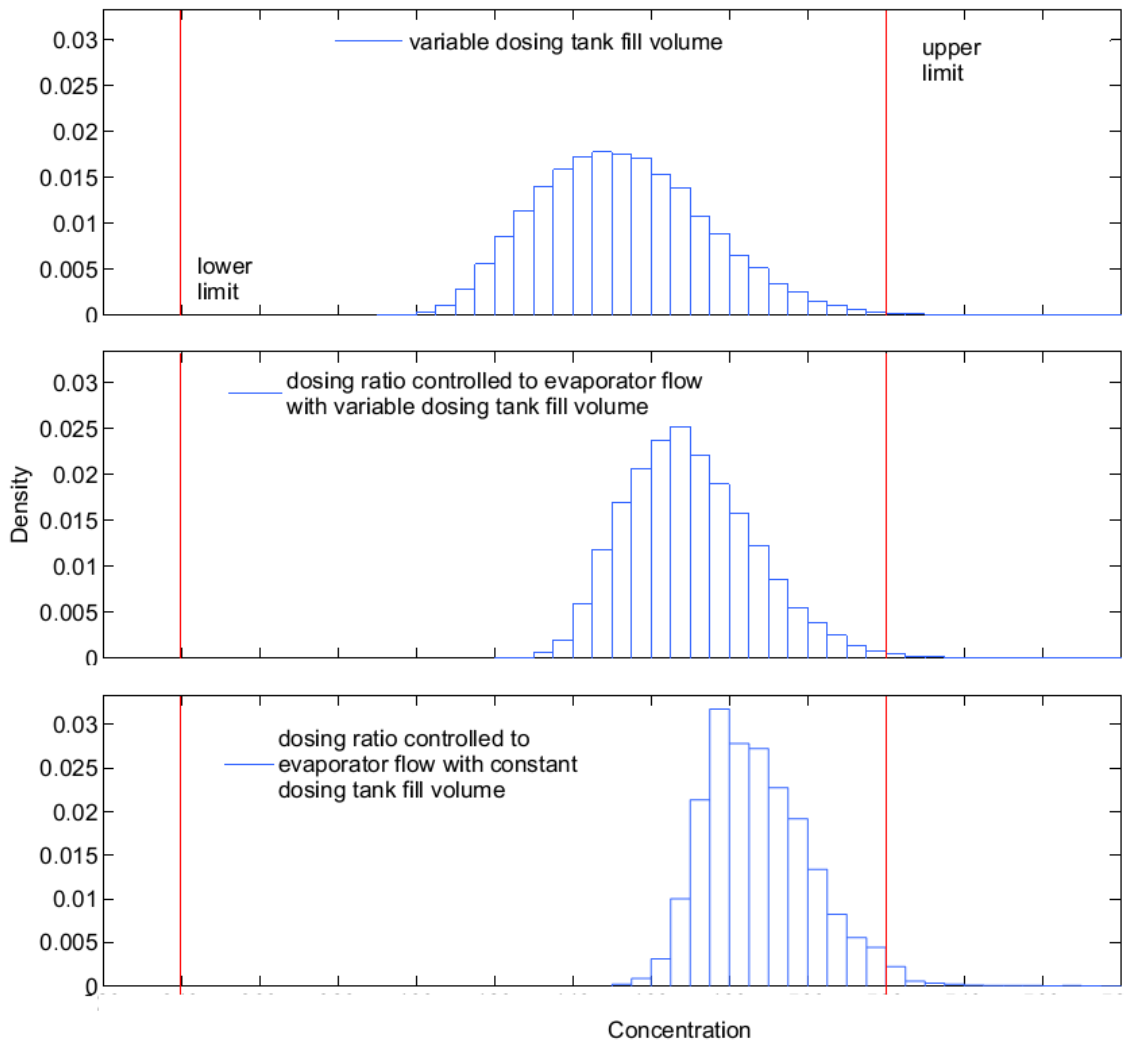 0.03
0.025
0.02
0.015
0.01
0.005
0
variable dosing tank fill volume
upper
limit
lower
limit
0.03
0.025
0.02
0.015
0.01
0.005
0
dosing ratio controlled to evaporator flow
with variable dosing tank fill volume
Density
0.03
0.025
0.02
0.015
0.01
0.005
0
dosing ratio controlled to
evaporator flow with constant
dosing tank fill volume
Concentration